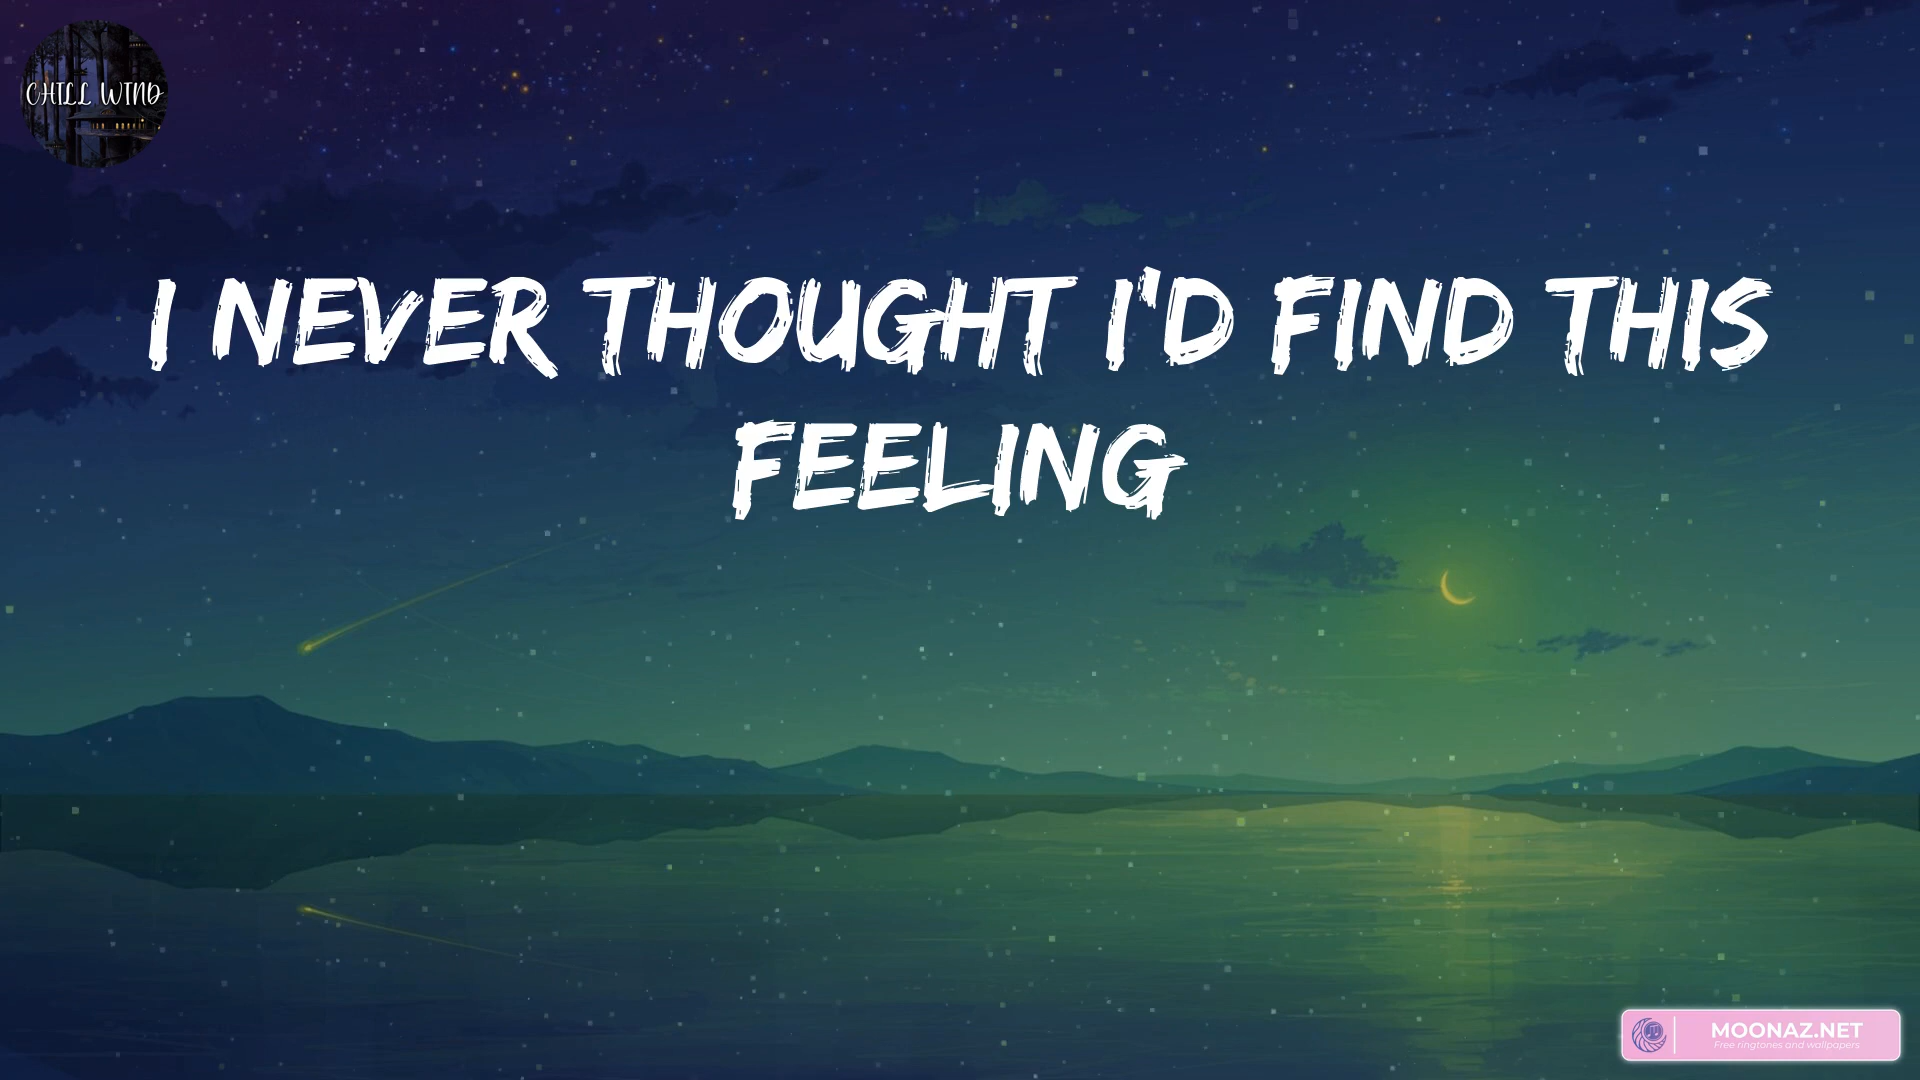 CHILL WIND
I NEVER THOUGHT I'D FIND THIS
FEELING
MOONAZ.NET
Free ringtones and wallpapers